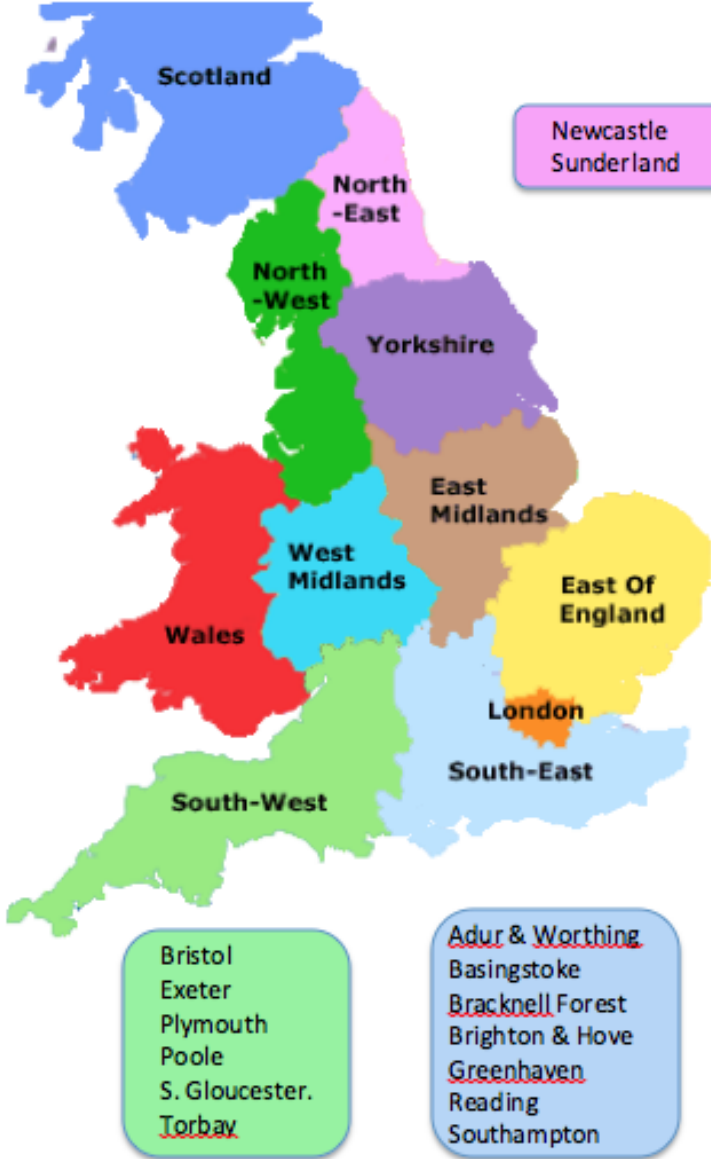 Scotland
Newcastle
Sunderland
North
-East
North
-West
Yorkshire
East
Midlands
West
Midlands
East Of
England
Wales
London
South-East
South-West
Bristol
Exeter
Plymouth
Poole
S. Gloucester.
Torbay
Adur & Worthing
Basingstoke
Bracknell Forest
Brighton & Hove
Greenhaven
Reading
Southampton